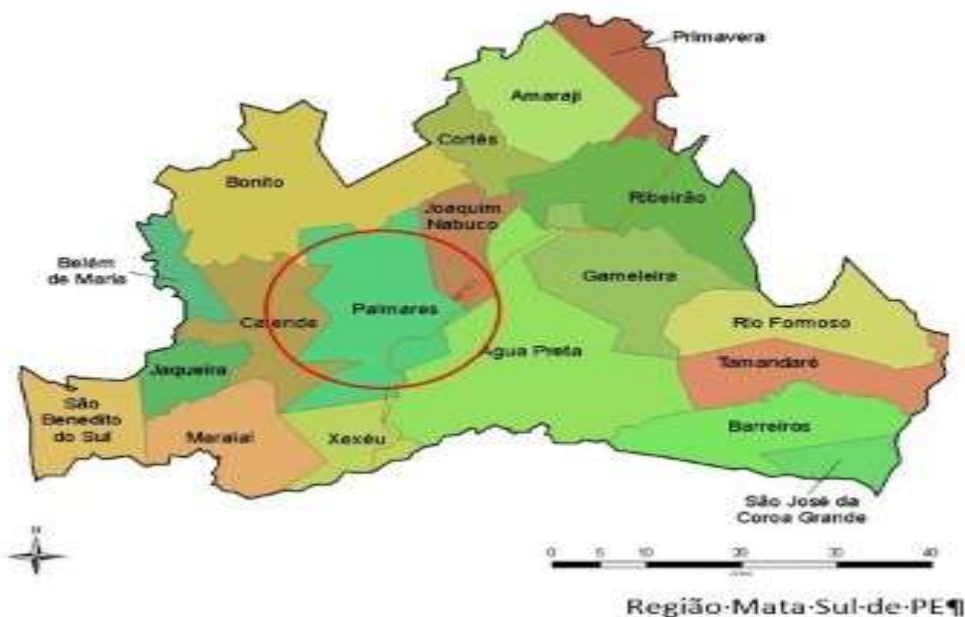 Primavera
Amaraji
Cortês
Bonito
Ribeirão
Joaquim
Nabuco
Belém
de Maria
Gameleira
Palmares
Catende
Rio Formoso
Água Preta
Tamandaré
Jaqueira
São
Benedito
do Sul
Maraial
Xexéu
Barreiros
São José da
Coroa Grande
N
0 5 10 20 30 40
Região·Mata·Sul·de·PE¶